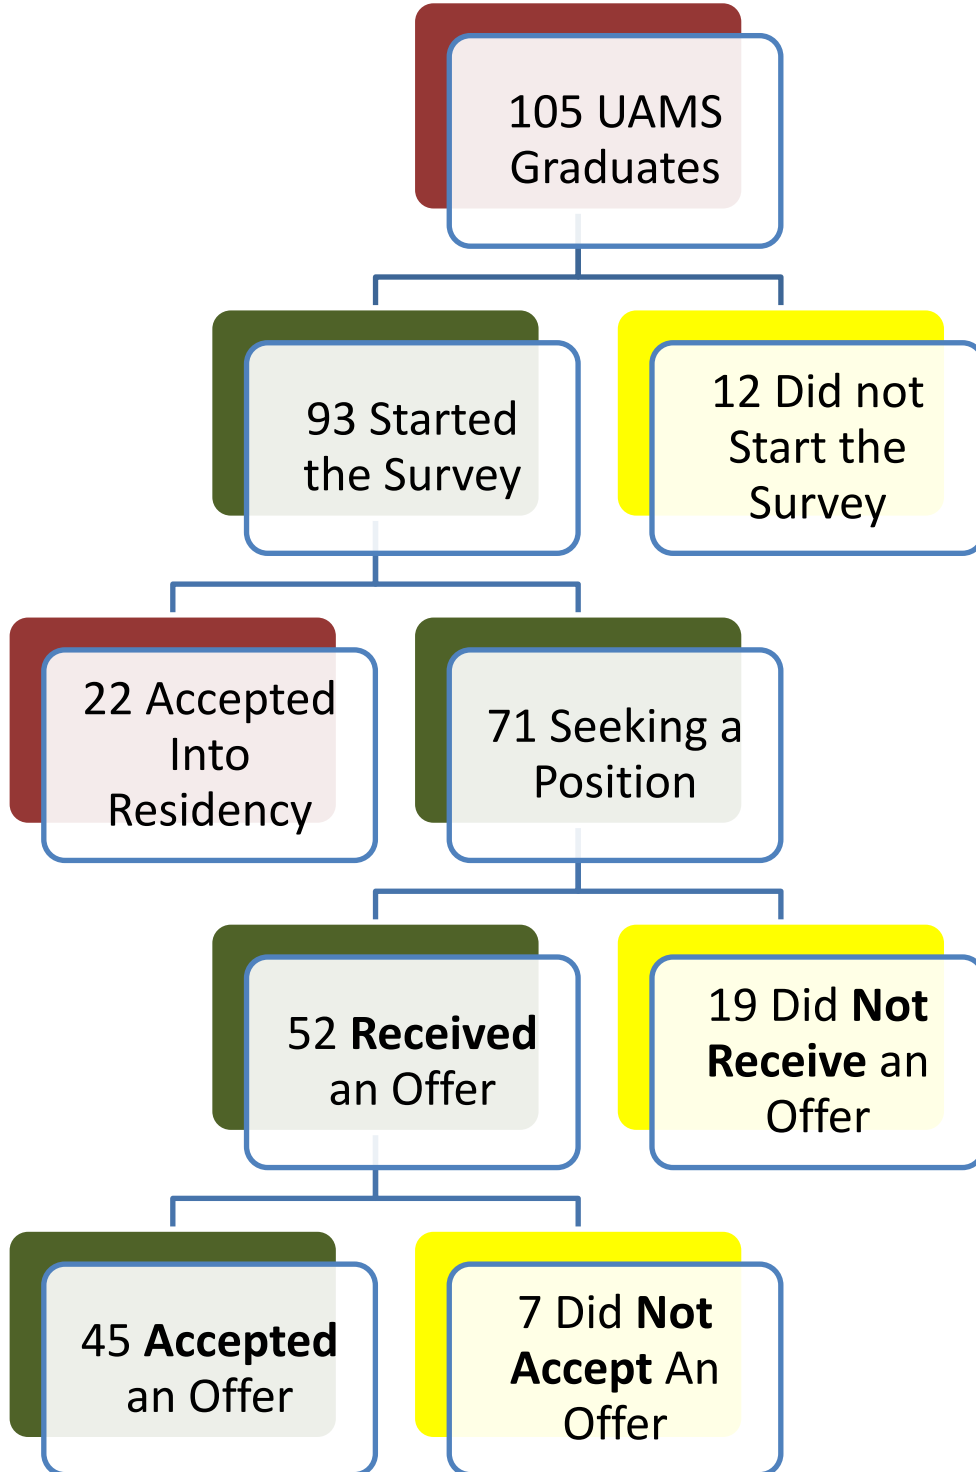 105 UAMS
Graduates
93 Started
the Survey
12 Did not
Start the
Survey
22 Accepted
Into
Residency
71 Seeking a
Position
52 Received
an Offer
19 Did Not
Receive an
Offer
45 Accepted
an Offer
7 Did Not
Accept An
Offer